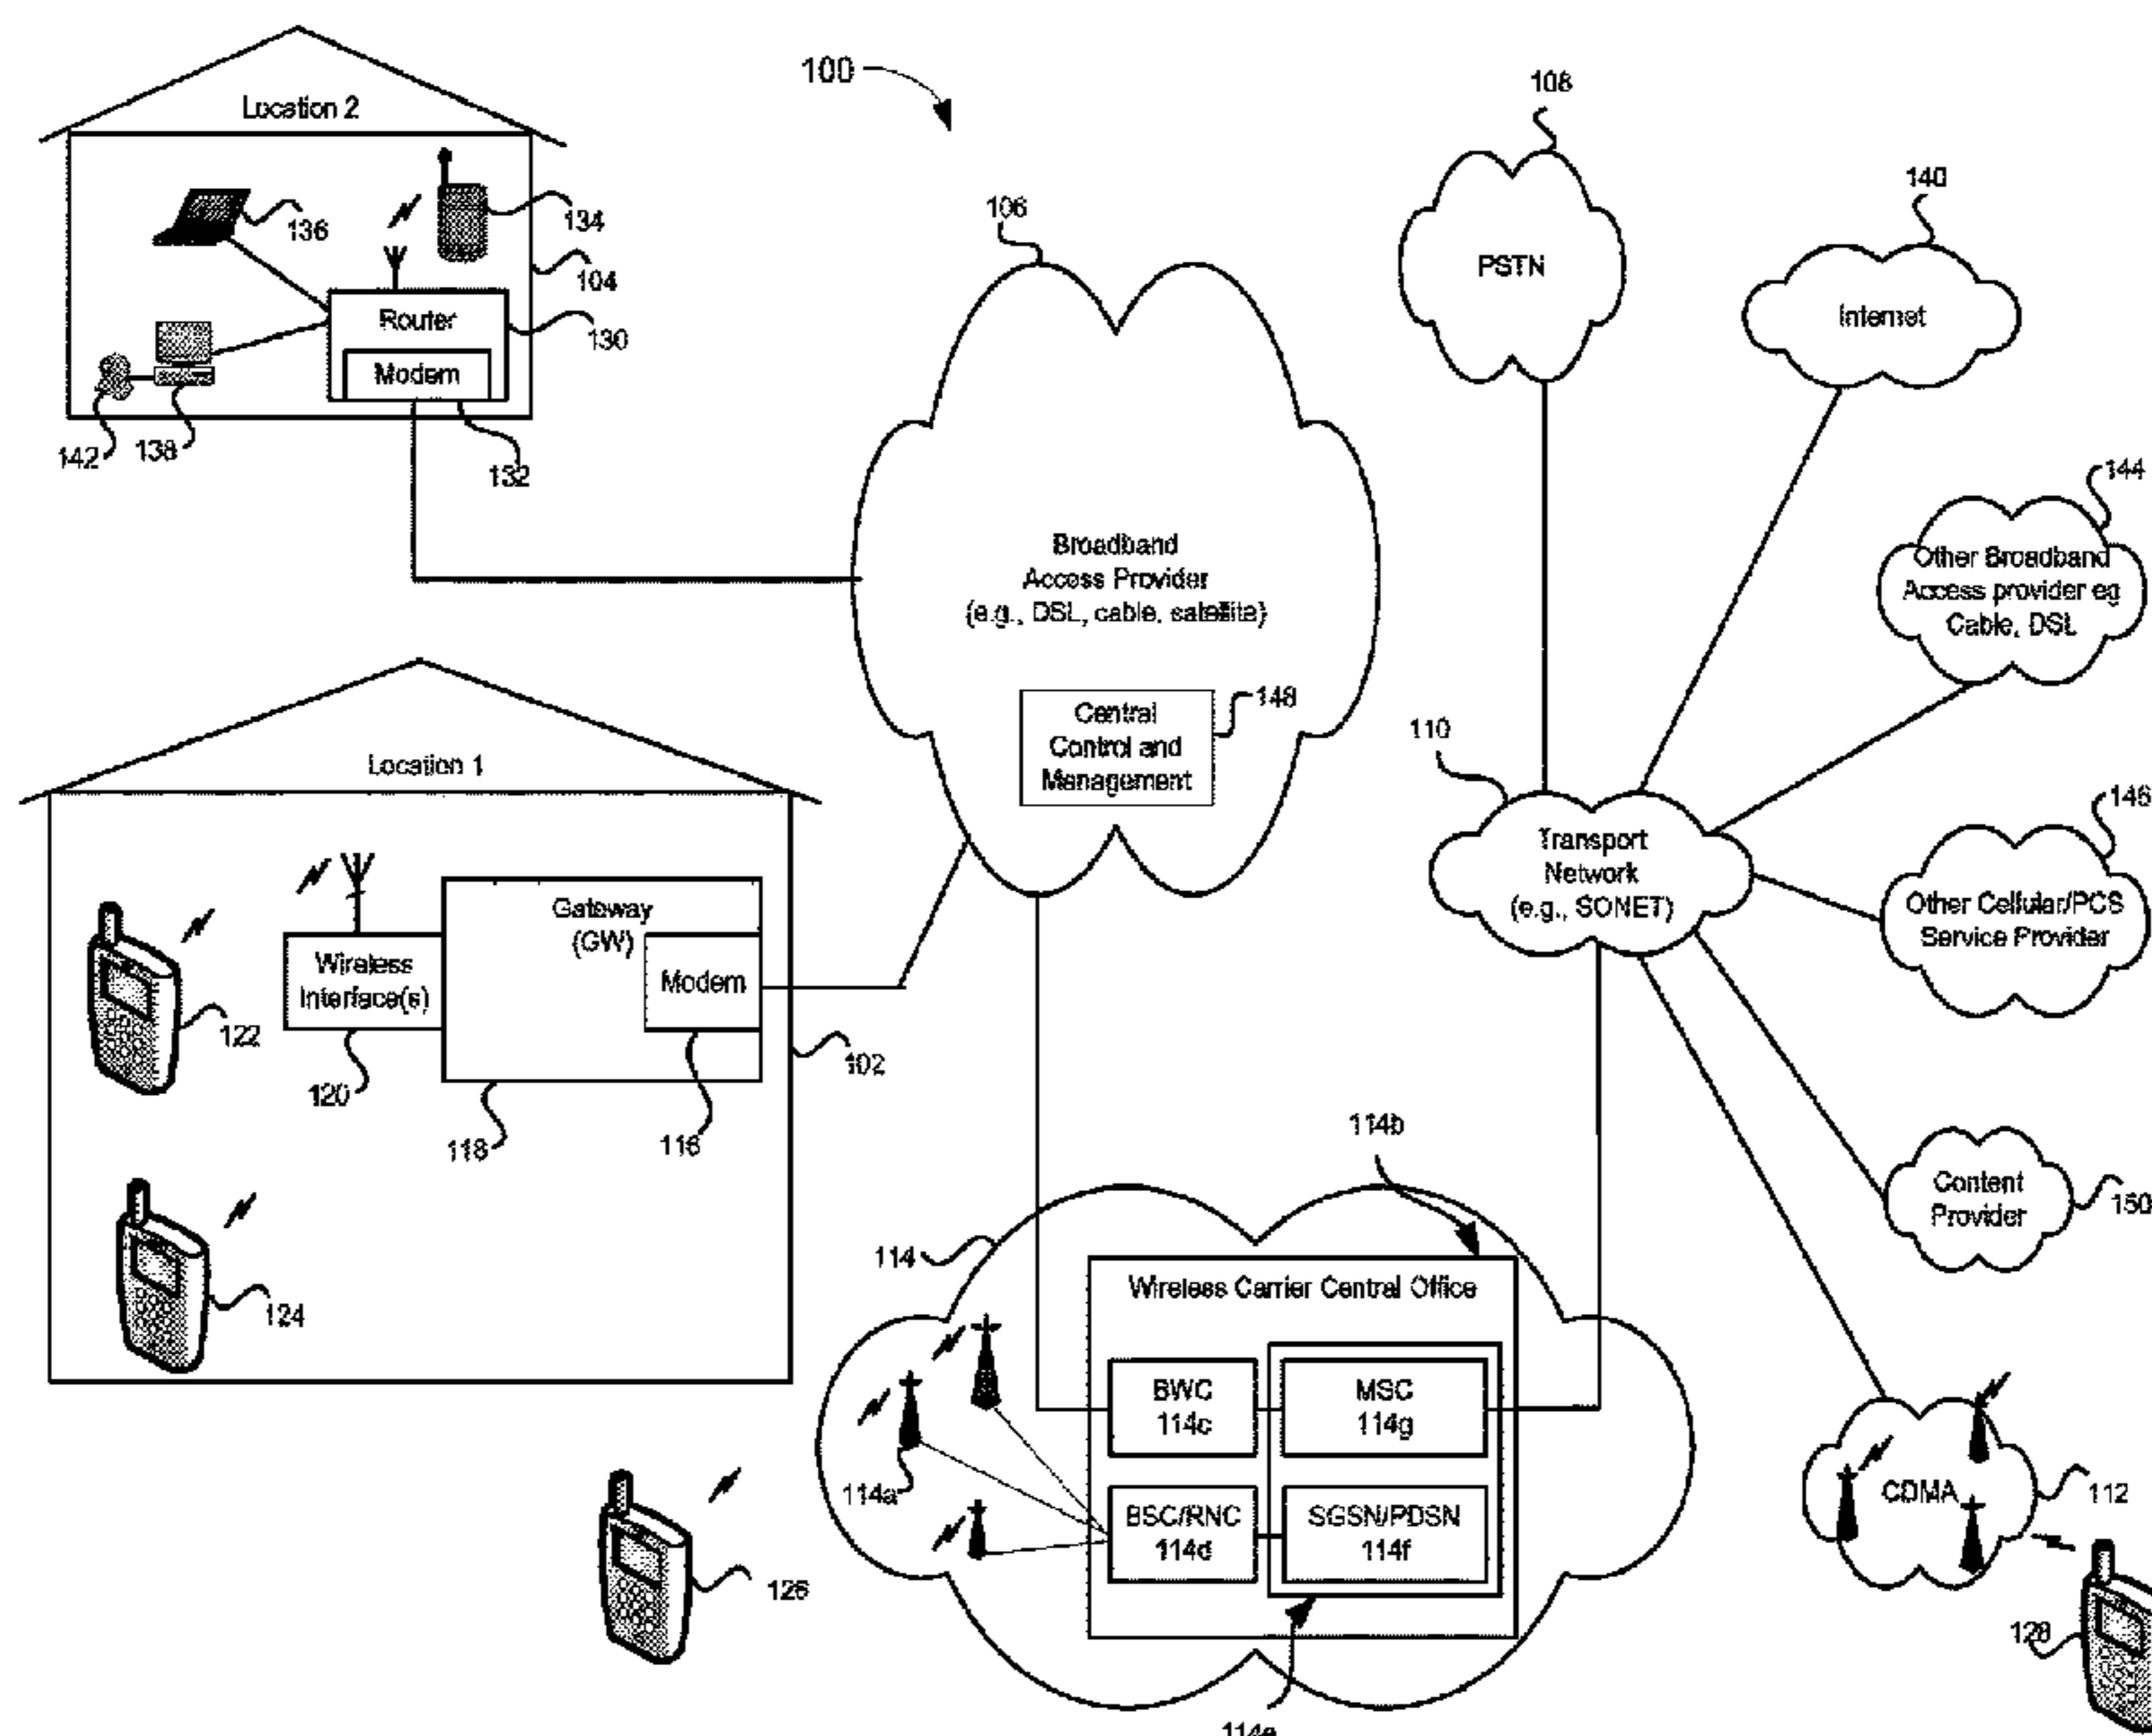 100
108
140
Location 2
136
134
104
Router
130
Modem
142
138
132
106
Broadband
Access Provider
(e.g., DSL, cable, satellite)
Central
Control and
Management
148
PSTN
Internet
144
Other Broadband
Access provider eg
Cable, DSL
110
Transport
Network
(e.g., SONET)
146
Other Cellular/PCS
Service Provider
Content
Provider
150
Location 1
Gateway
(GW)
Wireless
Interface(s)
Modem
122
120
118
116
102
124
126
114
114b
Wireless Carrier Central Office
BWC
114c
MSC
114g
BSC/RNC
114d
SGSN/PDSN
114f
114a
114e
CDMA
112
128